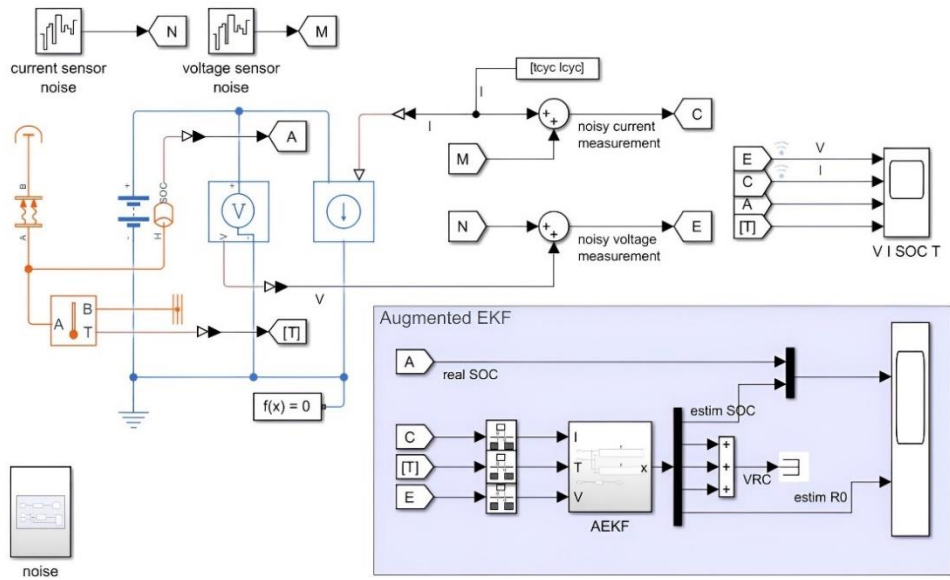 N
M
current sensor
noise
voltage sensor
noise
[tcyc Icyc]
I
I
C
A
M
noisy current
measurement
E
V
C
I
A
[T]
V I SOC T
B
A
+
-
SOC
H
+
V
-
V
N
noisy voltage
measurement
E
V
A
B
T
[T]
f(x) = 0
Augmented EKF
A
real SOC
estim SOC
C
[T]
E
I
T
V
x
AEKF
+
+
+
VRC
estim R0
noise